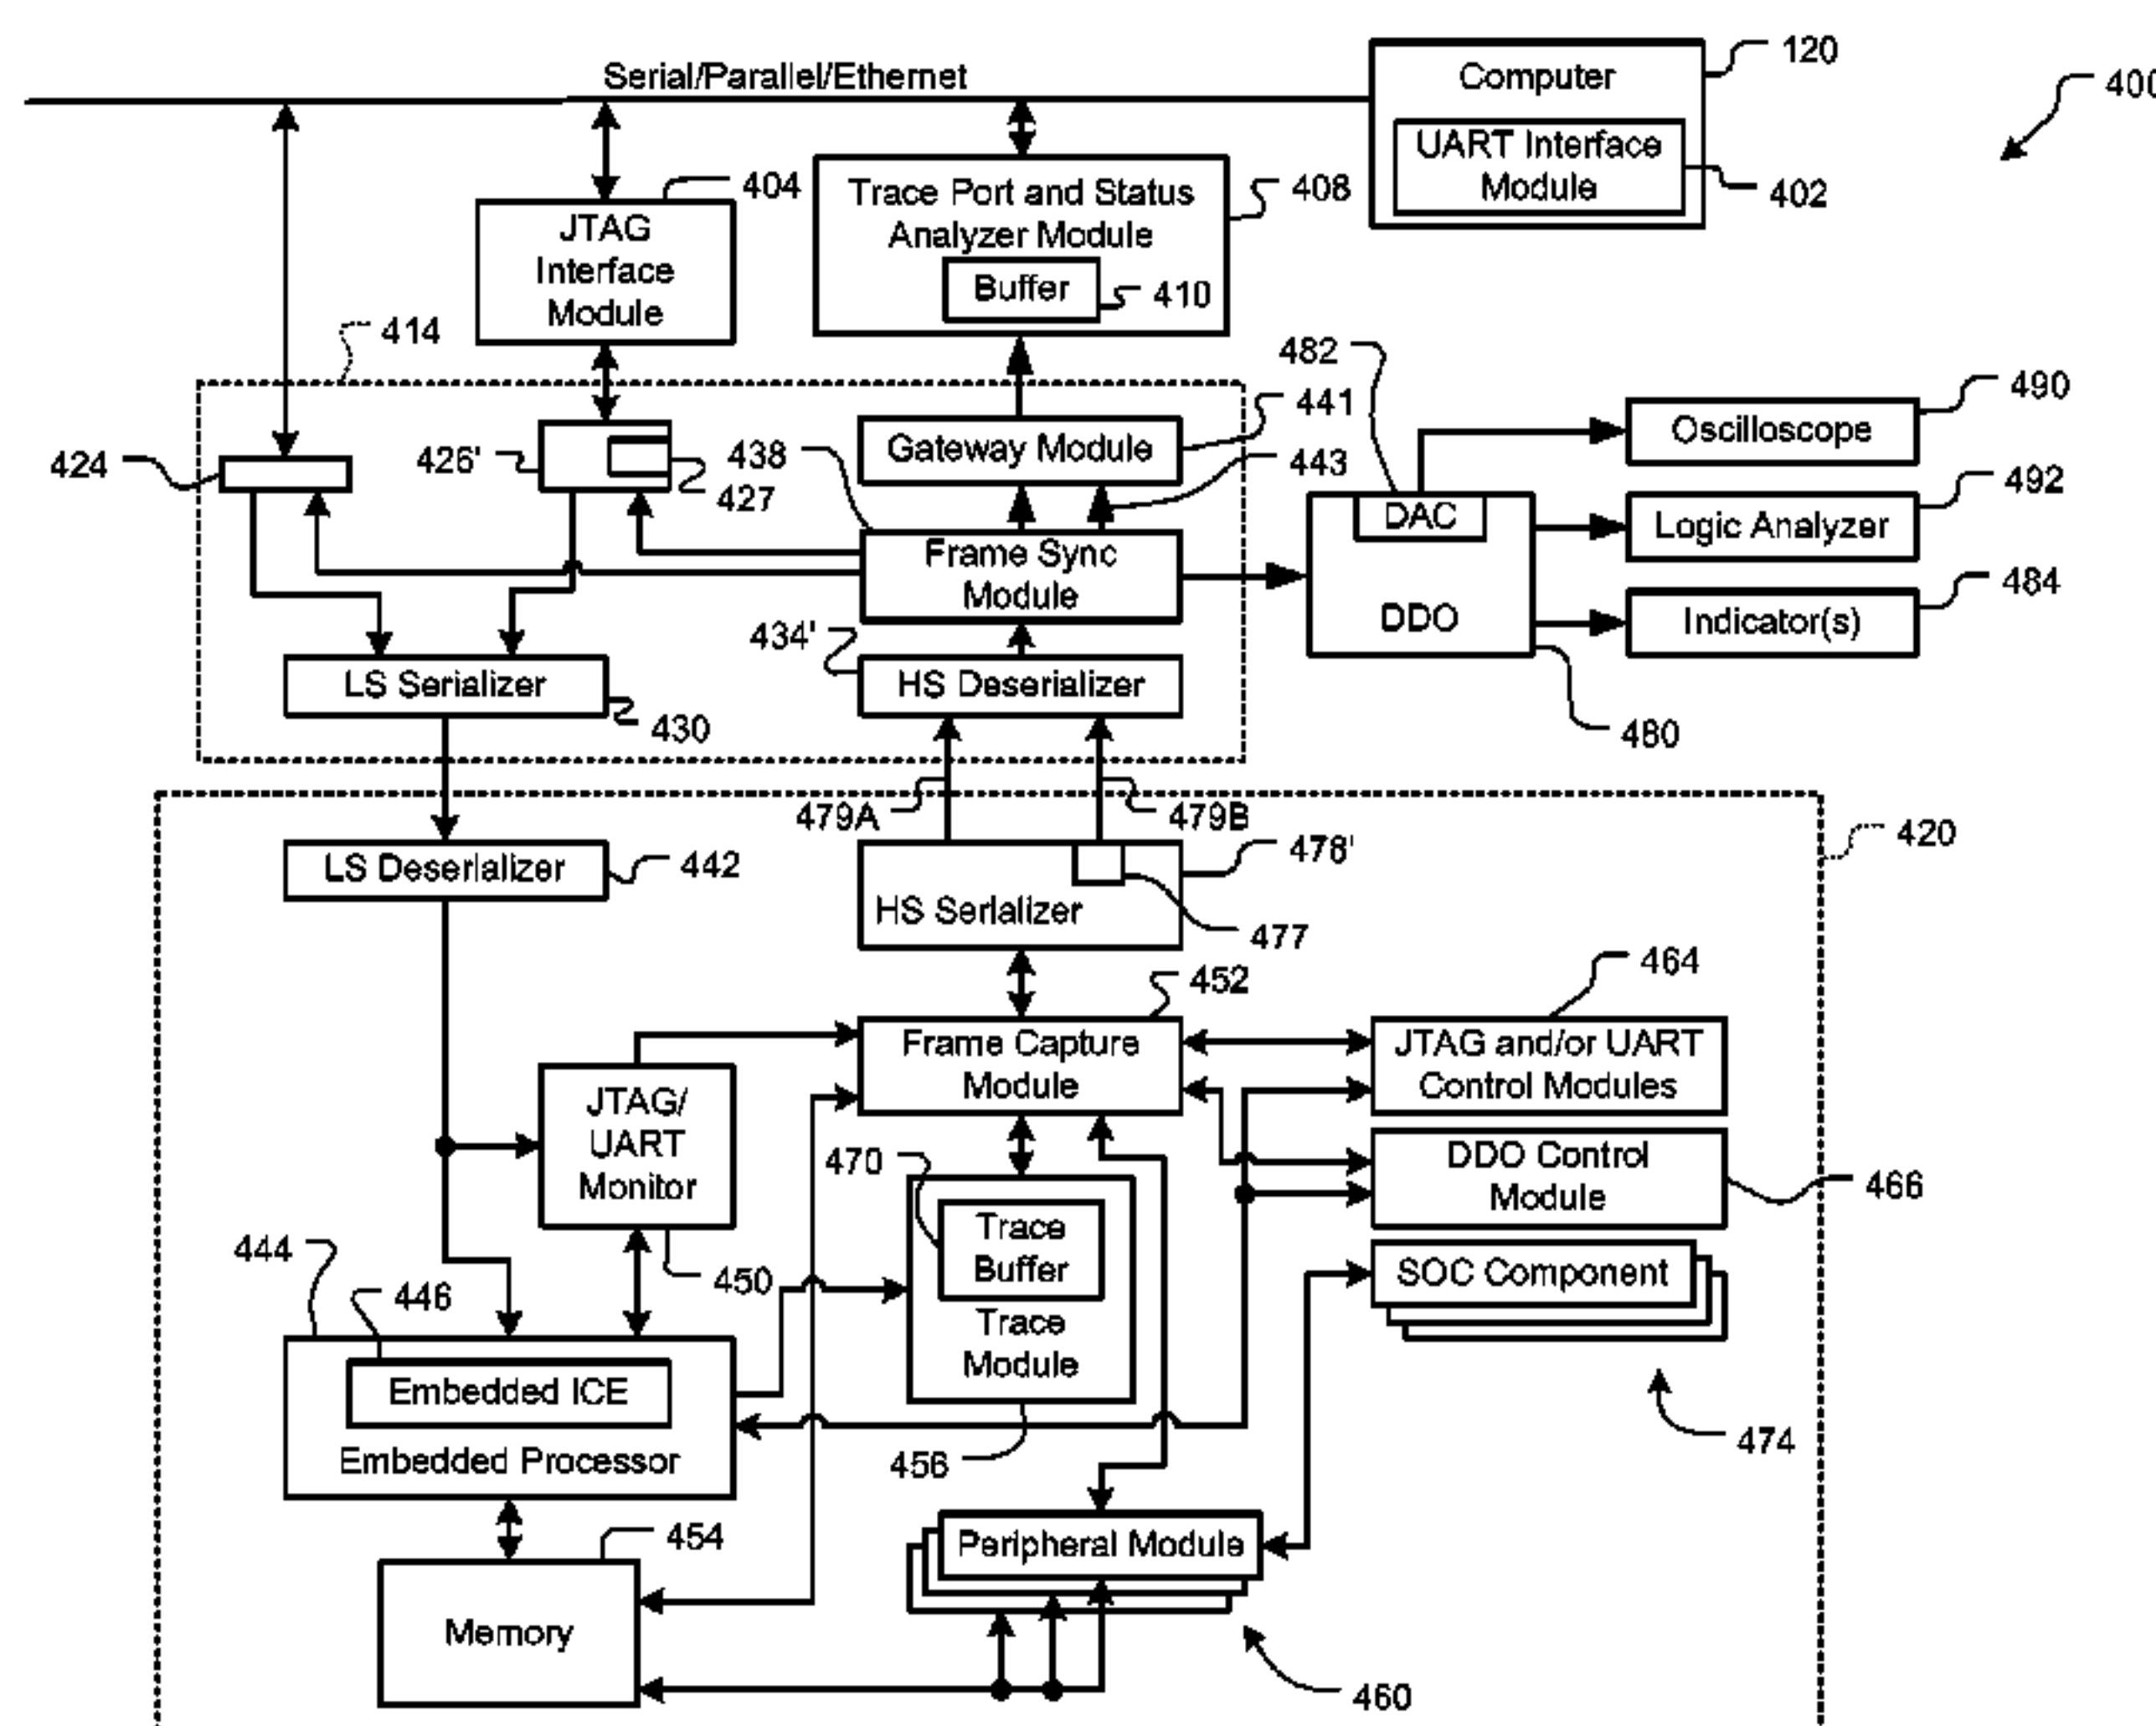 Serial/Parallel/Ethernet
Computer
120
400
UART Interface
Module
402
404
JTAG
Interface
Module
Trace Port and Status
Analyzer Module
408
Buffer
410
414
482
490
441
Oscilloscope
Gateway Module
424
426'
438
443
427
492
DAC
Logic Analyzer
Frame Sync
Module
484
DDO
Indicator(s)
434'
LS Serializer
HS Deserializer
430
480
479A
479B
420
LS Deserializer
442
478'
HS Serializer
477
464
452
Frame Capture
Module
JTAG and/or UART
Control Modules
JTAG/
UART
Monitor
470
DDO Control
Module
466
Trace
Buffer
444
450
446
SOC Component
Trace
Module
Embedded ICE
Embedded Processor
456
474
454
Peripheral Module
Memory
460